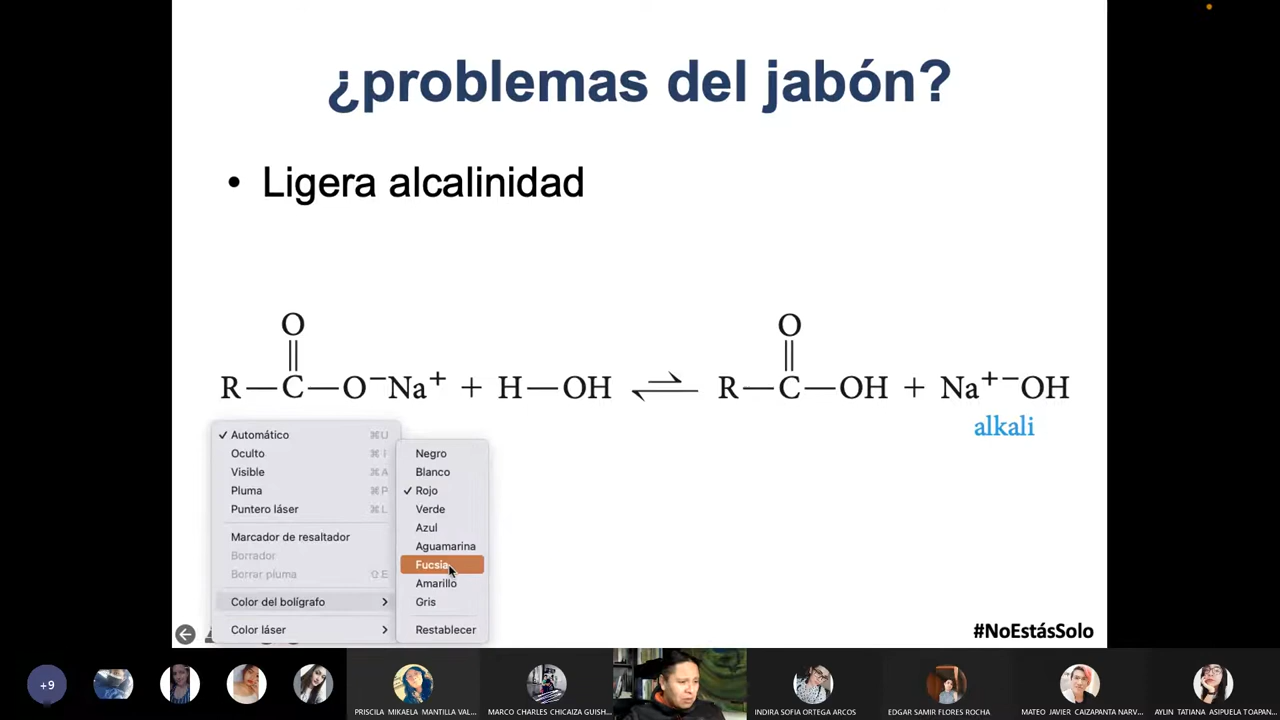 ¿problemas del jabón?
• Ligera alcalinidad
O
O
R—C—O⁻Na⁺ + H—OH ⇌ R—C—OH + Na⁺⁻OH
alkali
✓ Automático ⌘U
Oculto ⌘I
Visible ⌘A
Pluma ⌘P
Puntero láser ⌘L
Marcador de resaltador
Borrador
Borrar pluma ⇧E
Color del bolígrafo >
Color láser >
Negro
Blanco
✓ Rojo
Verde
Azul
Aguamarina
Fucsia
Amarillo
Gris
Restablecer
#NoEstásSolo
+9
PRISCILA MIKAELA MANTILLA VAL...
MARCO CHARLES CHICAIZA GUISH...
INDIRA SOFIA ORTEGA ARCOS
EDGAR SAMIR FLORES ROCHA
MATEO JAVIER CAIZAPANTA NARV...
AYLIN TATIANA ASIPUELA TOAPAN...